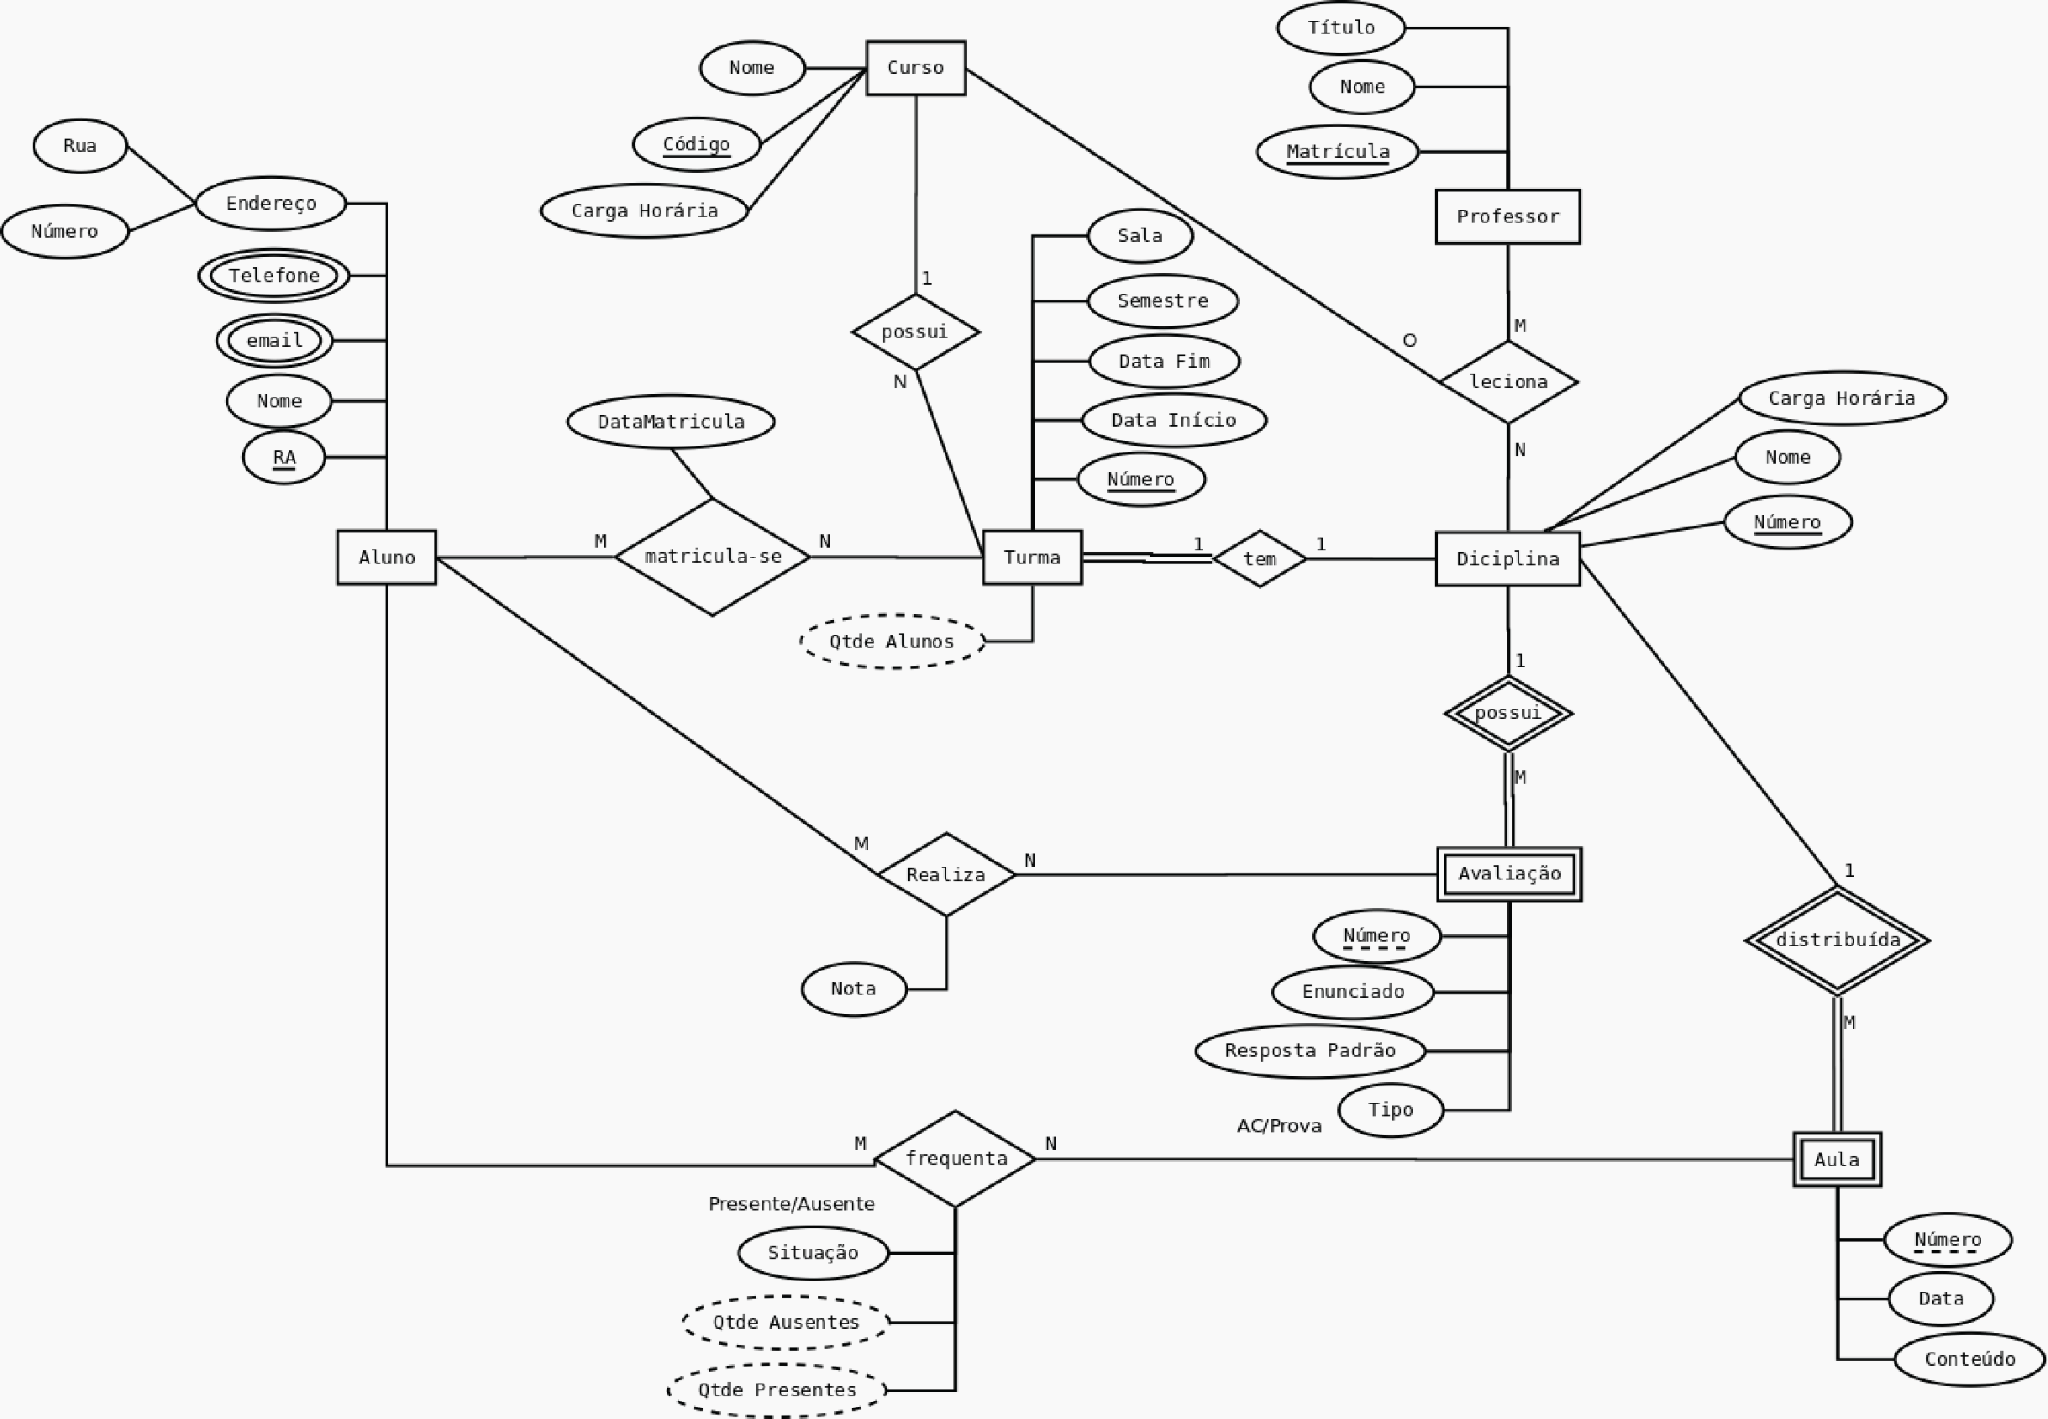 Título
Nome
Curso
Nome
Código
Matrícula
Rua
Endereço
Carga Horária
Professor
Número
Sala
Telefone
1
Semestre
M
possui
O
email
Data Fim
leciona
N
Nome
Carga Horária
DataMatricula
Data Início
N
RA
Nome
Número
Número
M
N
1
1
Aluno
matricula-se
Turma
tem
Diciplina
Qtde Alunos
1
possui
M
M
N
Realiza
Avaliação
1
Número
distribuída
Nota
Enunciado
M
Resposta Padrão
Tipo
AC/Prova
M
N
frequenta
Aula
Presente/Ausente
Número
Situação
Data
Qtde Ausentes
Conteúdo
Qtde Presentes